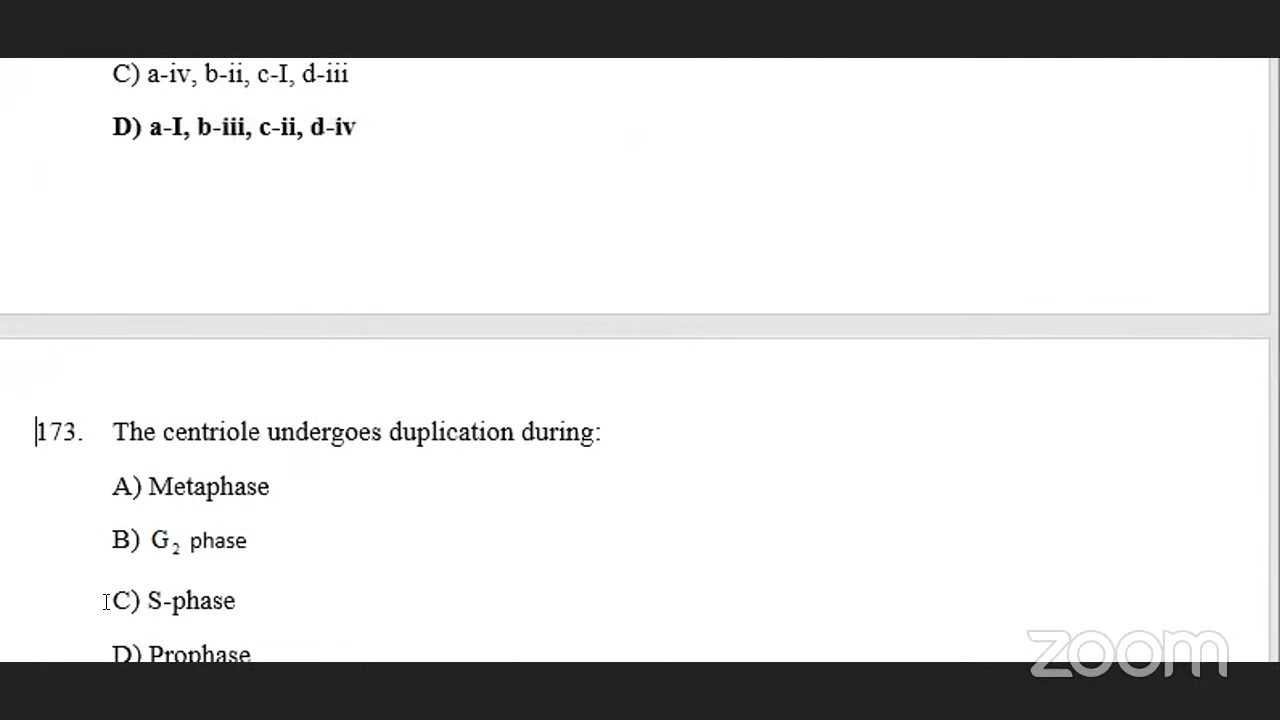 C) a-iv, b-ii, c-I, d-iii
D) a-I, b-iii, c-ii, d-iv
173. The centriole undergoes duplication during:
A) Metaphase
B) G₂ phase
C) S-phase
D) Prophase
zoom